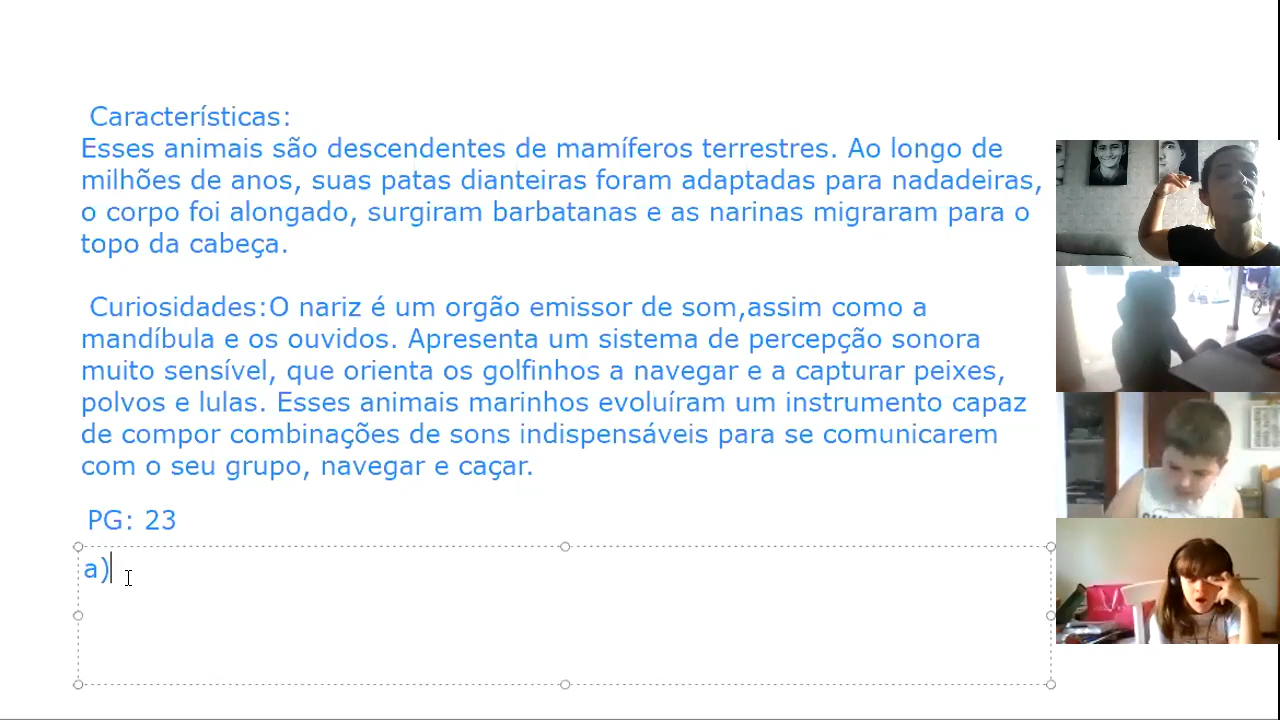 Características:
Esses animais são descendentes de mamíferos terrestres. Ao longo de
milhões de anos, suas patas dianteiras foram adaptadas para nadadeiras,
o corpo foi alongado, surgiram barbatanas e as narinas migraram para o
topo da cabeça.
Curiosidades:O nariz é um orgão emissor de som,assim como a
mandíbula e os ouvidos. Apresenta um sistema de percepção sonora
muito sensível, que orienta os golfinhos a navegar e a capturar peixes,
polvos e lulas. Esses animais marinhos evoluíram um instrumento capaz
de compor combinações de sons indispensáveis para se comunicarem
com o seu grupo, navegar e caçar.
PG: 23
a)